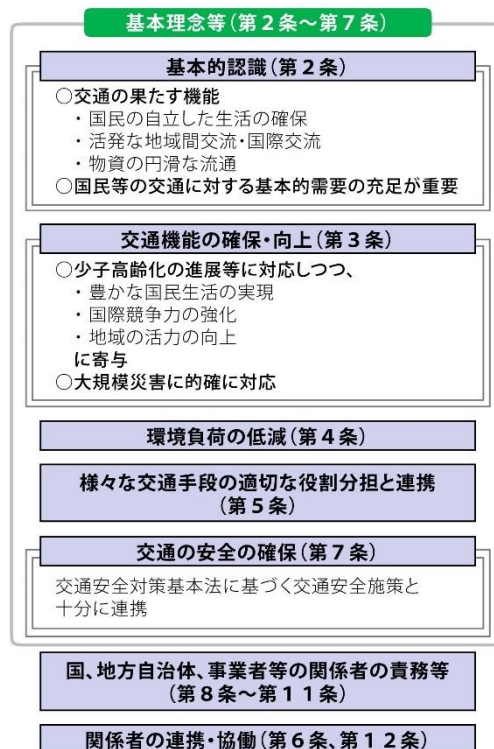 基本理念等(第２条～第７条)
基本的認識(第２条)
○交通の果たす機能
・国民の自立した生活の確保
・活発な地域間交流・国際交流
・物資の円滑な流通
○国民等の交通に対する基本的需要の充足が重要
交通機能の確保・向上(第３条)
○少子高齢化の進展等に対応しつつ、
・豊かな国民生活の実現
・国際競争力の強化
・地域の活力の向上
に寄与
○大規模災害に的確に対応
環境負荷の低減(第４条)
様々な交通手段の適切な役割分担と連携
(第５条)
交通の安全の確保(第７条)
交通安全対策基本法に基づく交通安全施策と
十分に連携
国、地方自治体、事業者等の関係者の責務等
(第８条～第１１条)
関係者の連携・協働(第６条、第１２条)